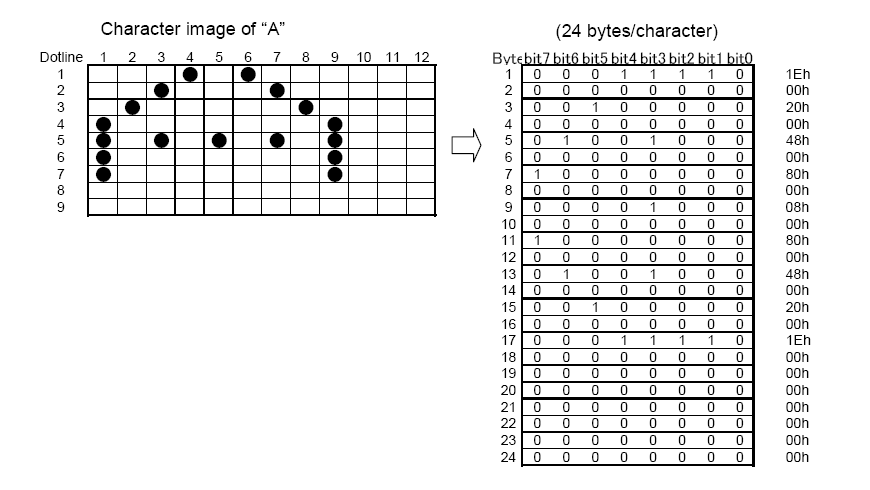 Character image of “A”
(24 bytes/character)
Dotline 1 2 3 4 5 6 7 8 9 10 11 12
1
2
3
4
5
6
7
8
9
Byte bit7 bit6 bit5 bit4 bit3 bit2 bit1 bit0
1 0 0 0 1 1 1 1 0 1Eh
2 0 0 0 0 0 0 0 0 00h
3 0 0 1 0 0 0 0 0 20h
4 0 0 0 0 0 0 0 0 00h
5 0 1 0 0 1 0 0 0 48h
6 0 0 0 0 0 0 0 0 00h
7 1 0 0 0 0 0 0 0 80h
8 0 0 0 0 0 0 0 0 00h
9 0 0 0 0 1 0 0 0 08h
10 0 0 0 0 0 0 0 0 00h
11 1 0 0 0 0 0 0 0 80h
12 0 0 0 0 0 0 0 0 00h
13 0 1 0 0 1 0 0 0 48h
14 0 0 0 0 0 0 0 0 00h
15 0 0 1 0 0 0 0 0 20h
16 0 0 0 0 0 0 0 0 00h
17 0 0 0 1 1 1 1 0 1Eh
18 0 0 0 0 0 0 0 0 00h
19 0 0 0 0 0 0 0 0 00h
20 0 0 0 0 0 0 0 0 00h
21 0 0 0 0 0 0 0 0 00h
22 0 0 0 0 0 0 0 0 00h
23 0 0 0 0 0 0 0 0 00h
24 0 0 0 0 0 0 0 0 00h